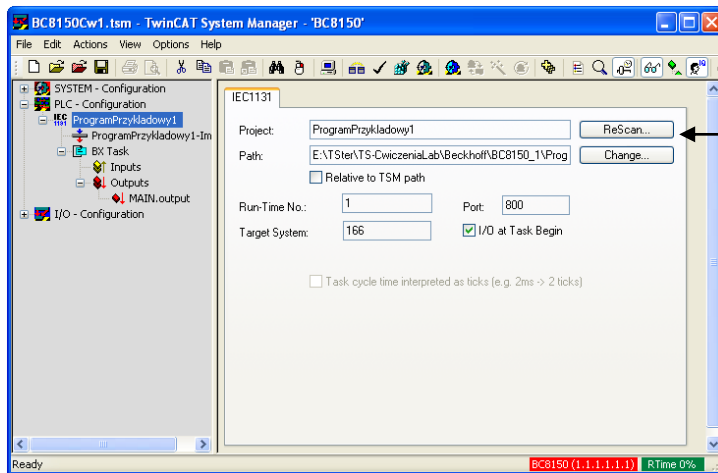 BC8150Cw1.tsm - TwinCAT System Manager - 'BC8150'
File Edit Actions View Options Help
SYSTEM - Configuration
PLC - Configuration
IEC 1131 ProgramPrzykladowy1
ProgramPrzykladowy1-Im
BX Task
Inputs
Outputs
MAIN.output
I/O - Configuration
IEC1131
Project: ProgramPrzykladowy1 ReScan...
Path: E:\TSter\TS-CwiczeniaLab\Beckhoff\BC8150_1\Prog Change...
Relative to TSM path
Run-Time No.: 1 Port: 800
Target System: 166 I/O at Task Begin
Task cycle time interpreted as ticks (e.g. 2ms -> 2 ticks)
Ready BC8150 (1.1.1.1.1.1) RTime 0%